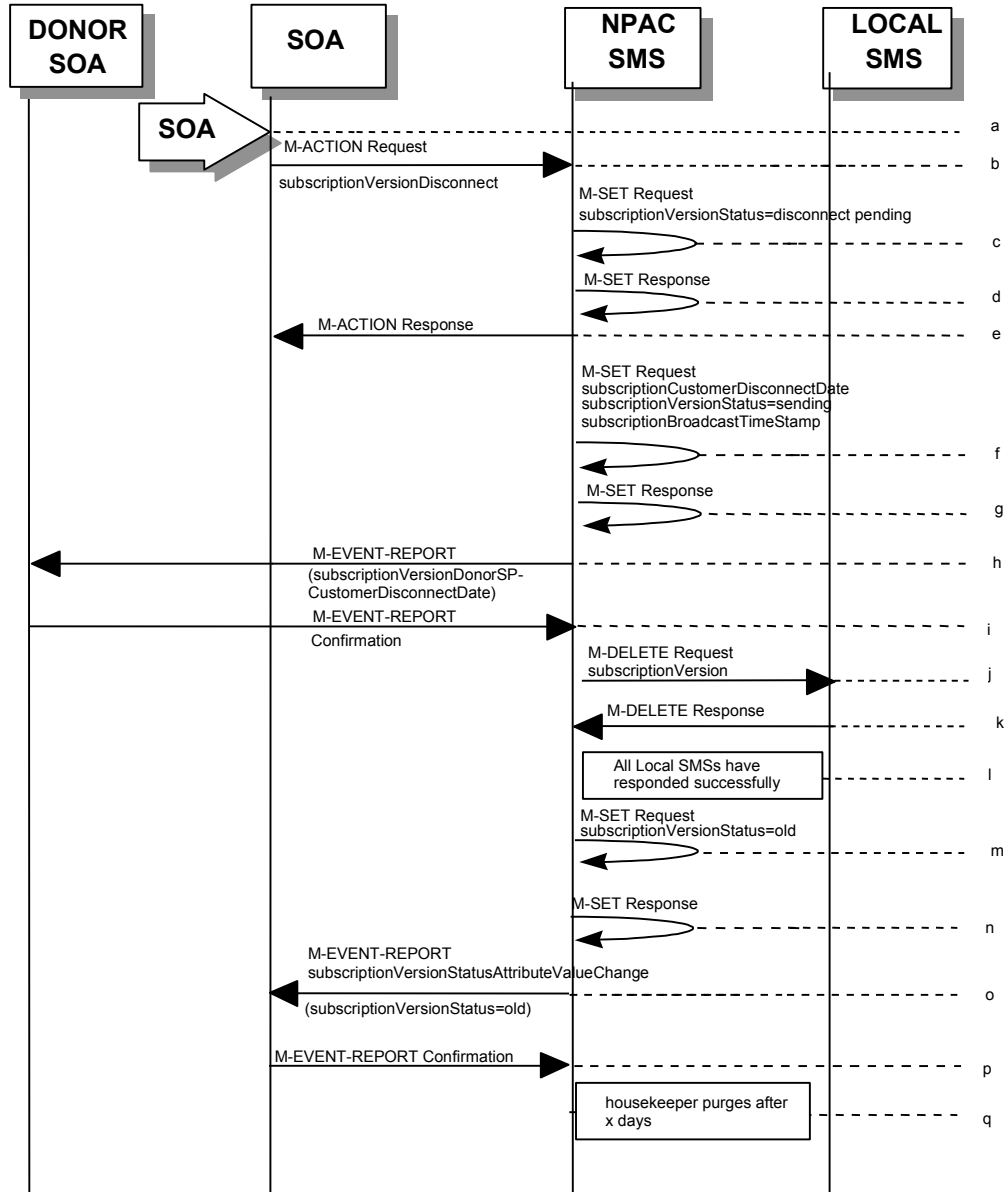 DONOR
SOA
SOA
NPAC
SMS
LOCAL
SMS
SOA
a
M-ACTION Request
b
subscriptionVersionDisconnect
M-SET Request
subscriptionVersionStatus=disconnect pending
c
M-SET Response
d
M-ACTION Response
e
M-SET Request
subscriptionCustomerDisconnectDate
subscriptionVersionStatus=sending
subscriptionBroadcastTimeStamp
f
M-SET Response
g
M-EVENT-REPORT
h
(subscriptionVersionDonorSP-
CustomerDisconnectDate)
M-EVENT-REPORT
i
Confirmation
M-DELETE Request
subscriptionVersion
j
M-DELETE Response
k
All Local SMSs have
responded successfully
l
M-SET Request
subscriptionVersionStatus=old
m
M-SET Response
n
M-EVENT-REPORT
subscriptionVersionStatusAttributeValueChange
o
(subscriptionVersionStatus=old)
M-EVENT-REPORT Confirmation
p
housekeeper purges after
x days
q